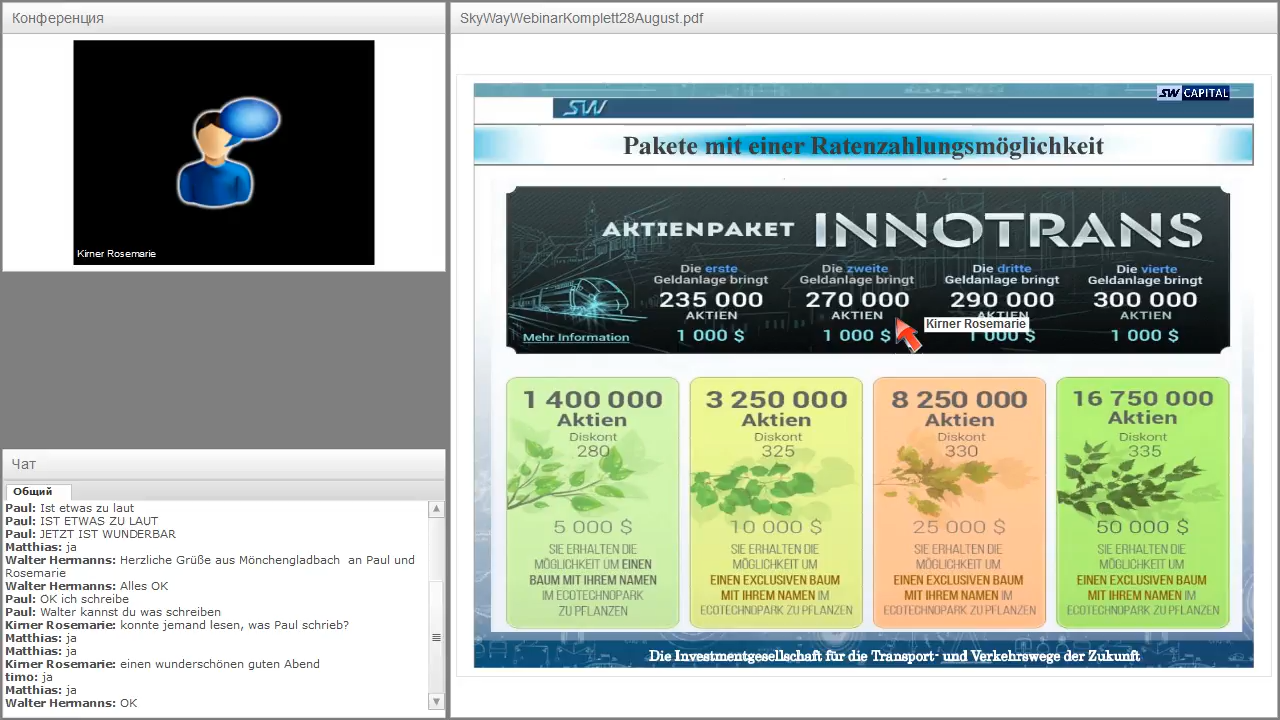 Конференция
Kirner Rosemarie
Чат
Общий
Paul: Ist etwas zu laut
Paul: IST ETWAS ZU LAUT
Paul: JETZT IST WUNDERBAR
Matthias: ja
Walter Hermanns: Herzliche Grüße aus Mönchengladbach an Paul und
Rosemarie
Walter Hermanns: Alles OK
Paul: OK ich schreibe
Paul: Walter kannst du was schreiben
Kirner Rosemarie: konnte jemand lesen, was Paul schrieb?
Matthias: ja
Matthias: ja
Kirner Rosemarie: einen wunderschönen guten Abend
timo: ja
Matthias: ja
Walter Hermanns: OK
SkyWayWebinarKomplett28August.pdf
SW CAPITAL
SW
Pakete mit einer Ratenzahlungsmöglichkeit
AKTIENPAKET INNOTRANS
Die erste
Geldanlage bringt
235 000
AKTIEN
1 000 $
Die zweite
Geldanlage bringt
270 000
AKTIEN
1 000 $
Die dritte
Geldanlage bringt
290 000
AKTIEN
1 000 $
Die vierte
Geldanlage bringt
300 000
AKTIEN
1 000 $
Mehr Information
Kirner Rosemarie
1 400 000
Aktien
Diskont
280
5 000 $
SIE ERHALTEN DIE
MÖGLICHKEIT UM EINEN
BAUM MIT IHREM NAMEN
IM ECOTECHNOPARK
ZU PFLANZEN
3 250 000
Aktien
Diskont
325
10 000 $
SIE ERHALTEN DIE
MÖGLICHKEIT UM
EINEN EXCLUSIVEN BAUM
MIT IHREM NAMEN IM
ECOTECHNOPARK ZU PFLANZEN
8 250 000
Aktien
Diskont
330
25 000 $
SIE ERHALTEN DIE
MÖGLICHKEIT UM
EINEN EXCLUSIVEN BAUM
MIT IHREM NAMEN IM
ECOTECHNOPARK ZU PFLANZEN
16 750 000
Aktien
Diskont
335
50 000 $
SIE ERHALTEN DIE
MÖGLICHKEIT UM
EINEN EXCLUSIVEN BAUM
MIT IHREM NAMEN IM
ECOTECHNOPARK ZU PFLANZEN
Die Investmentgesellschaft für die Transport- und Verkehrswege der Zukunft